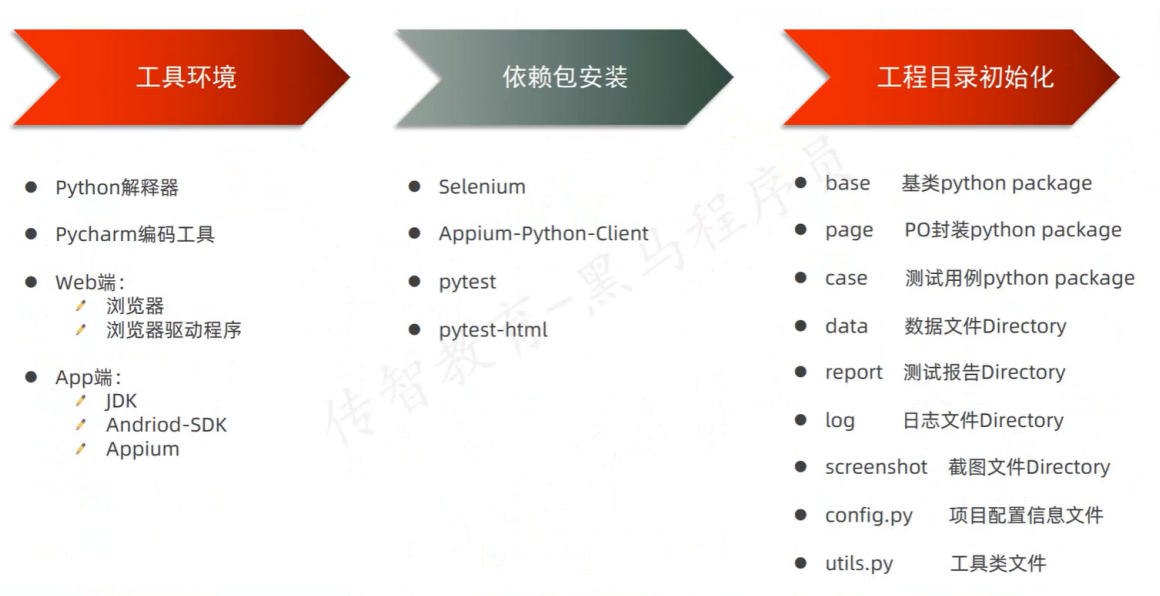 工具环境
Python解释器
Pycharm编码工具
Web端：
浏览器
浏览器驱动程序
App端：
JDK
Andriod-SDK
Appium
依赖包安装
Selenium
Appium-Python-Client
pytest
pytest-html
工程目录初始化
base 基类python package
page PO封装python package
case 测试用例python package
data 数据文件Directory
report 测试报告Directory
log 日志文件Directory
screenshot 截图文件Directory
config.py 项目配置信息文件
utils.py 工具类文件
传智教育-黑马程序员